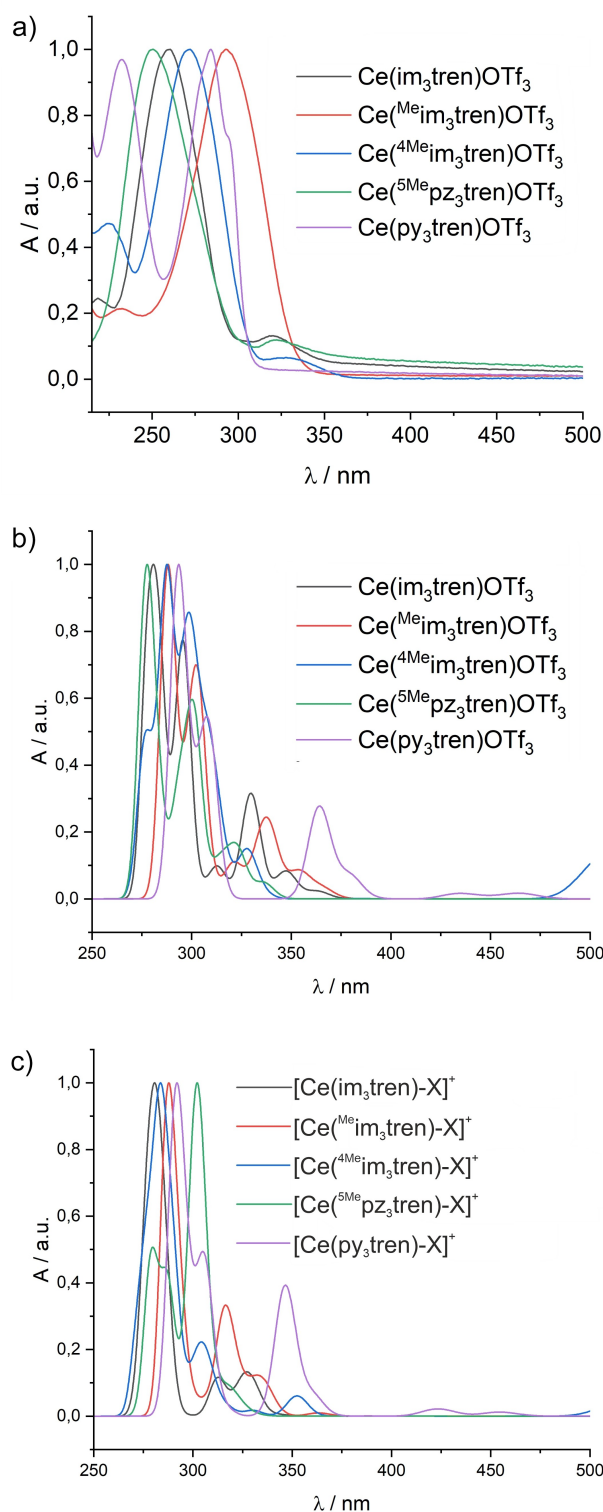 a)
1,0
0,8
0,6
0,4
0,2
0,0
A / a.u.
Ce(im₃tren)OTf₃
Ce(ᴹᵉim₃tren)OTf₃
Ce(⁴ᴹᵉim₃tren)OTf₃
Ce(⁵ᴹᵉpz₃tren)OTf₃
Ce(py₃tren)OTf₃
250 300 350 400 450 500
λ / nm
b)
1,0
0,8
0,6
0,4
0,2
0,0
A / a.u.
Ce(im₃tren)OTf₃
Ce(ᴹᵉim₃tren)OTf₃
Ce(⁴ᴹᵉim₃tren)OTf₃
Ce(⁵ᴹᵉpz₃tren)OTf₃
Ce(py₃tren)OTf₃
250 300 350 400 450 500
λ / nm
c)
1,0
0,8
0,6
0,4
0,2
0,0
A / a.u.
[Ce(im₃tren)-X]⁺
[Ce(ᴹᵉim₃tren)-X]⁺
[Ce(⁴ᴹᵉim₃tren)-X]⁺
[Ce(⁵ᴹᵉpz₃tren)-X]⁺
[Ce(py₃tren)-X]⁺
250 300 350 400 450 500
λ / nm